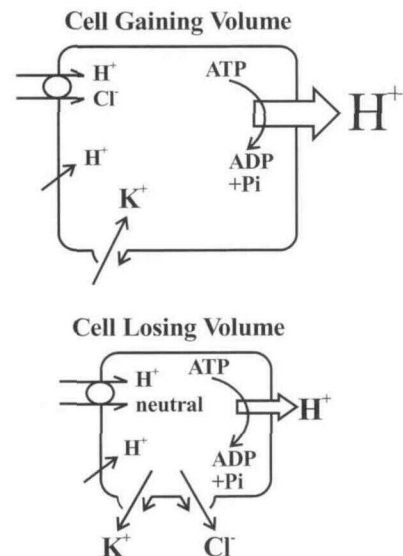 Cell Gaining Volume
H⁺
Cl⁻
ATP
H⁺
H⁺
ADP
+Pi
K⁺
Cell Losing Volume
H⁺
neutral
ATP
H⁺
H⁺
ADP
+Pi
K⁺
Cl⁻